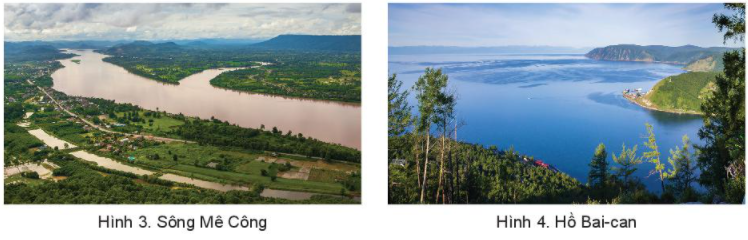 Hình 3. Sông Mê Công
Hình 4. Hồ Bai-can